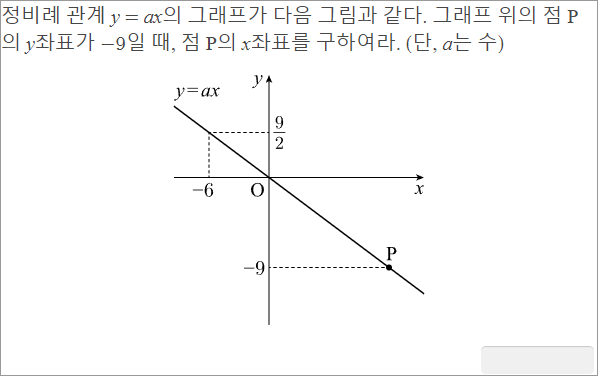 정비례 관계 y = ax의 그래프가 다음 그림과 같다. 그래프 위의 점 P
의 y좌표가 −9일 때, 점 P의 x좌표를 구하여라. (단, a는 수)
y
y=ax
9
2
−6
O
x
P
−9